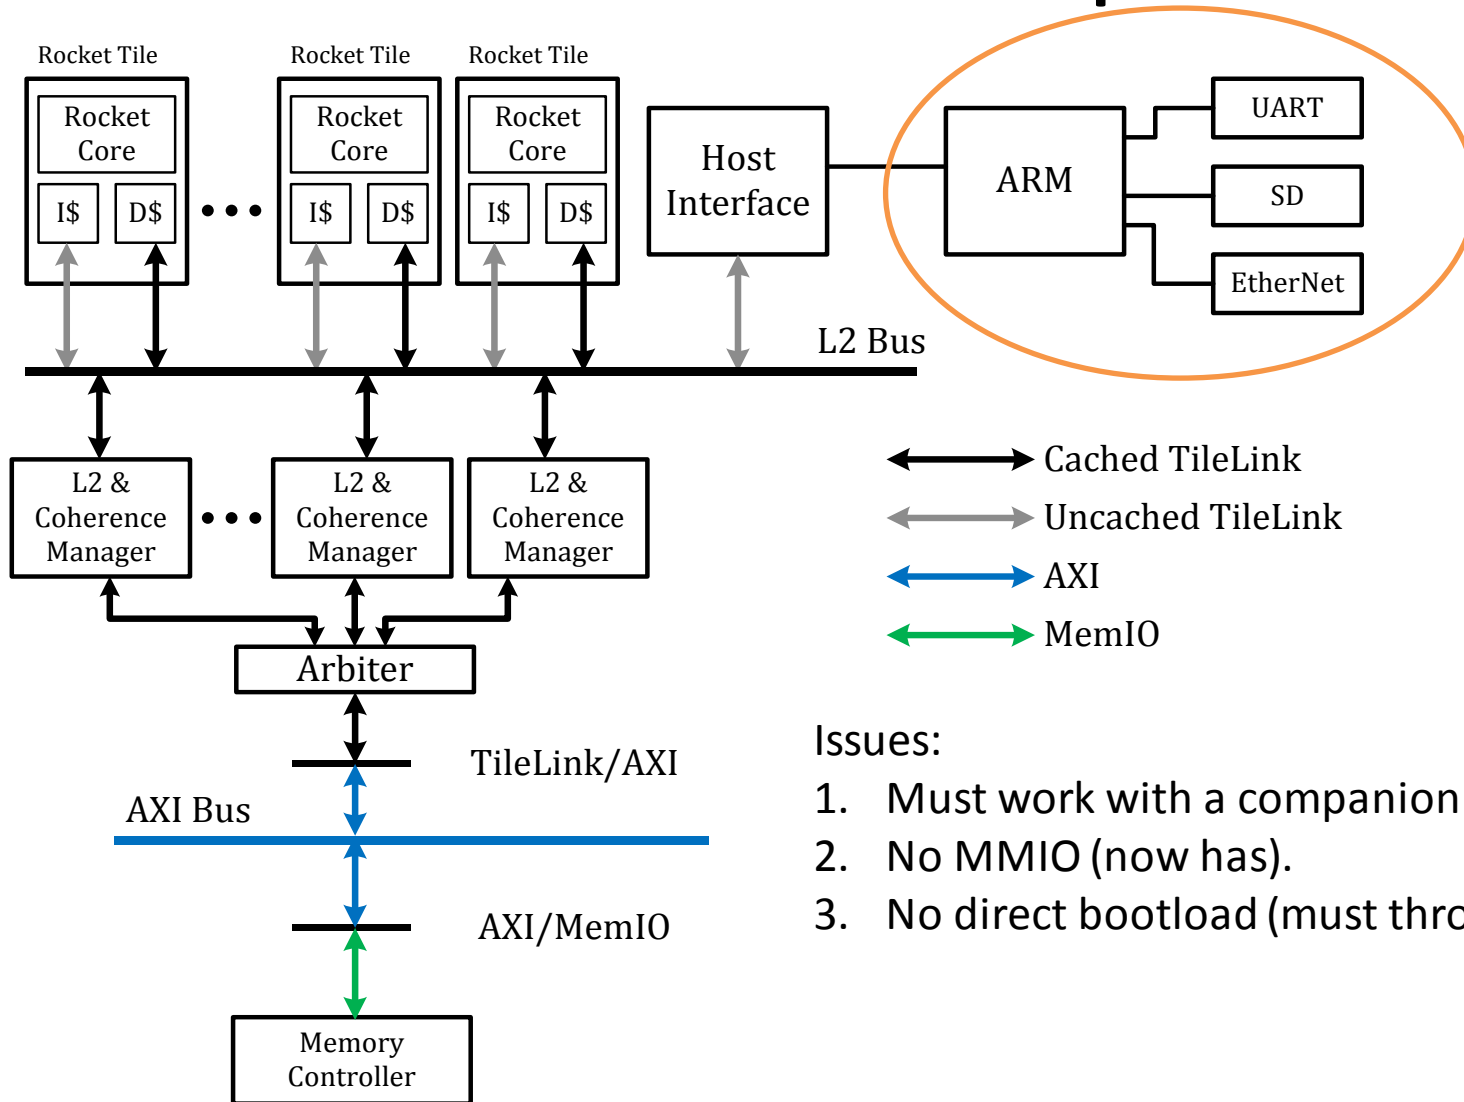 Rocket Tile
Rocket
Core
I$
D$
Rocket Tile
Rocket
Core
I$
D$
Rocket Tile
Rocket
Core
I$
D$
Host
Interface
ARM
UART
SD
EtherNet
L2 Bus
L2 &
Coherence
Manager
L2 &
Coherence
Manager
L2 &
Coherence
Manager
Cached TileLink
Uncached TileLink
AXI
MemIO
Arbiter
TileLink/AXI
AXI Bus
AXI/MemIO
Memory
Controller
Issues:
1. Must work with a companion
2. No MMIO (now has).
3. No direct bootload (must thro